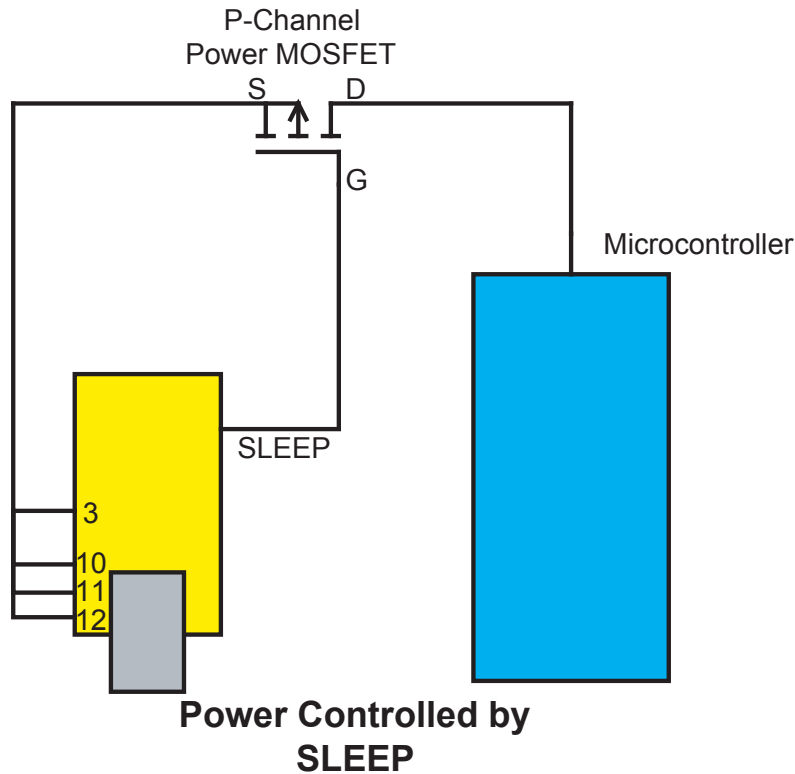 P-Channel
Power MOSFET
S D
G
Microcontroller
SLEEP
3
10
11
12
Power Controlled by
SLEEP